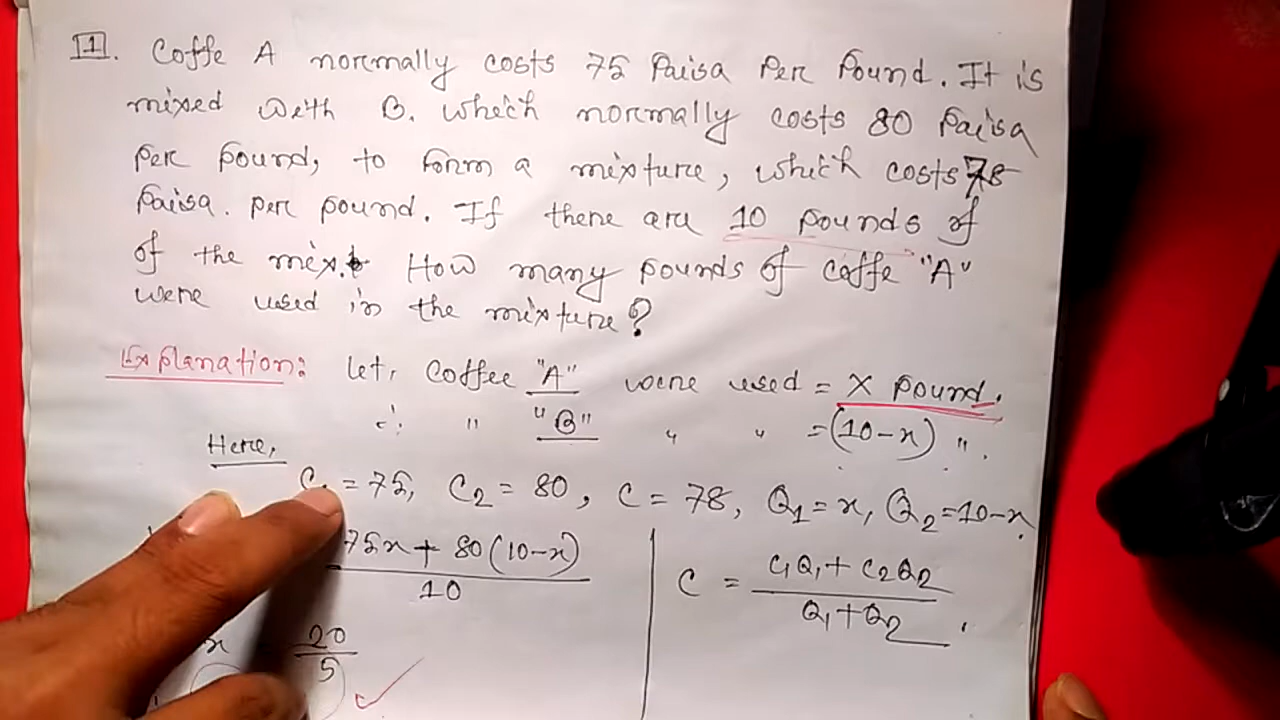 1. Coffe A normally costs 75 Paisa Per Pound. It is
mixed with B. which normally costs 80 Paisa
per pound, to form a mixture, which costs 78
Paisa. per pound. If there are 10 pounds of
of the mix. How many pounds of coffe "A"
were used in the mixture?
Explanation: Let, Coffee "A" were used = x pound.
∴ " "B" " " =(10-x) ".
Here,
C₁ = 75, C₂ = 80, C = 78, Q₁ = x, Q₂ = 10-x.
75x + 80(10-x)
10
C = C₁Q₁ + C₂Q₂
Q₁ + Q₂ .
x 20
5